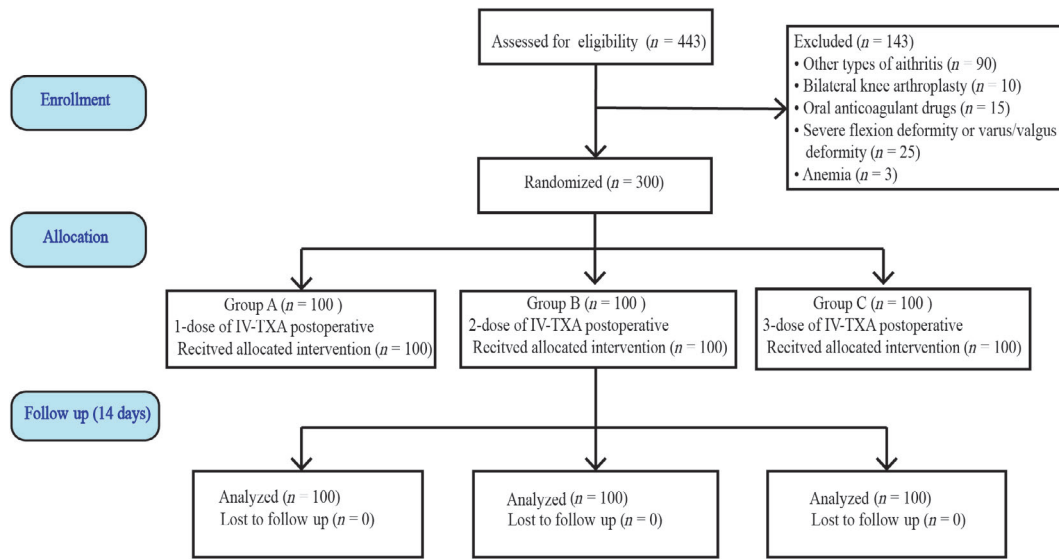 Assessed for eligibility (n = 443)
Excluded (n = 143)
• Other types of aithritis (n = 90)
• Bilateral knee arthroplasty (n = 10)
• Oral anticoagulant drugs (n = 15)
• Severe flexion deformity or varus/valgus
deformity (n = 25)
• Anemia (n = 3)
Enrollment
Randomized (n = 300)
Allocation
Group A (n = 100 )
1-dose of IV-TXA postoperative
Recitved allocated intervention (n = 100)
Group B (n = 100 )
2-dose of IV-TXA postoperative
Recitved allocated intervention (n = 100)
Group C (n = 100 )
3-dose of IV-TXA postoperative
Recitved allocated intervention (n = 100)
Follow up (14 days)
Analyzed (n = 100)
Lost to follow up (n = 0)
Analyzed (n = 100)
Lost to follow up (n = 0)
Analyzed (n = 100)
Lost to follow up (n = 0)